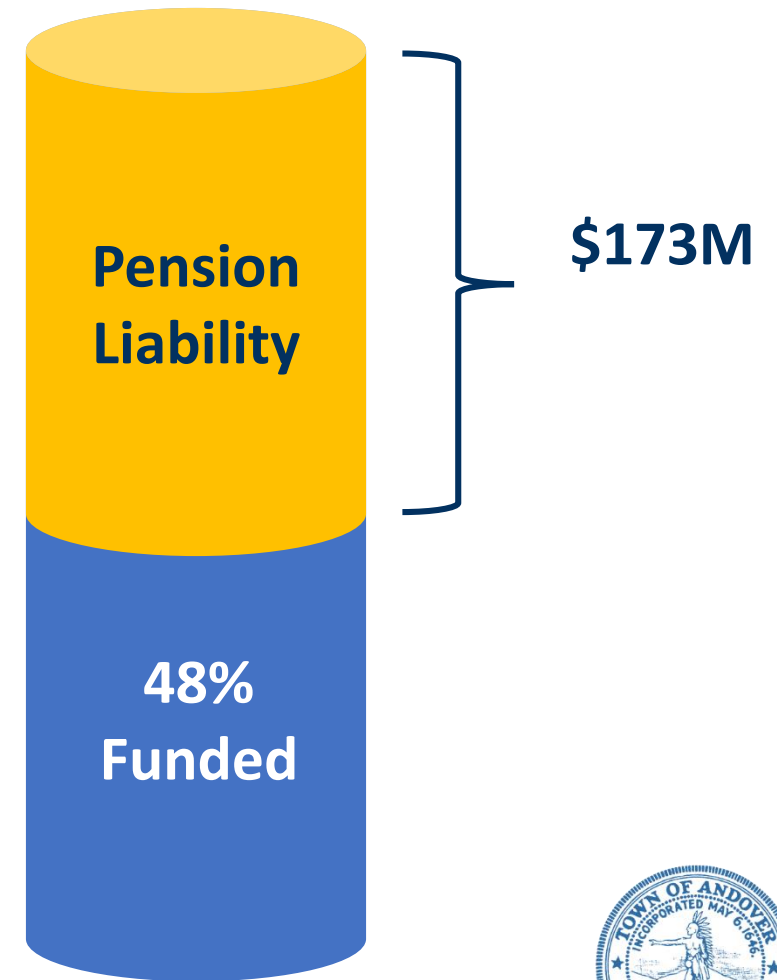 Pension
Liability
$173M
48%
Funded
TOWN OF ANDOVER
INCORPORATED MAY 6, 1646